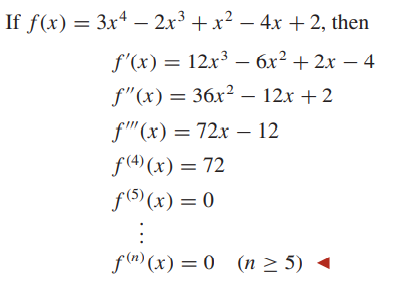 If f(x) = 3x⁴ − 2x³ + x² − 4x + 2, then
f′(x) = 12x³ − 6x² + 2x − 4
f″(x) = 36x² − 12x + 2
f‴(x) = 72x − 12
f⁽⁴⁾(x) = 72
f⁽⁵⁾(x) = 0
⋮
f⁽ⁿ⁾(x) = 0 (n ≥ 5) ◄